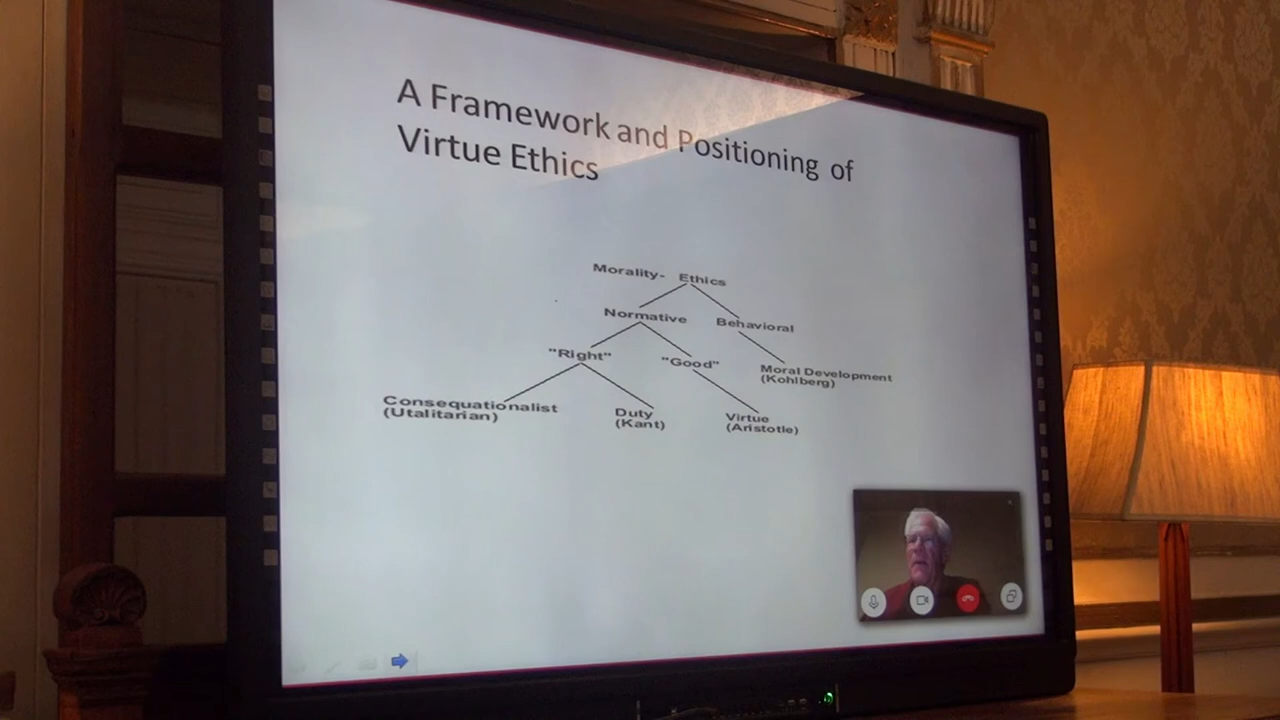 A Framework and Positioning of
Virtue Ethics
Morality- Ethics
Normative
Behavioral
"Right"
"Good"
Moral Development
(Kohlberg)
Consequationalist
(Utalitarian)
Duty
(Kant)
Virtue
(Aristotle)